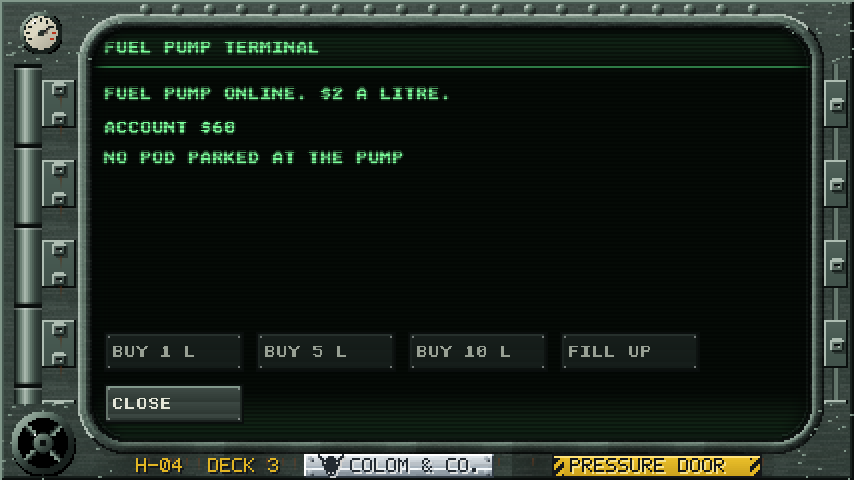 FUEL PUMP TERMINAL
FUEL PUMP ONLINE. $2 A LITRE.
ACCOUNT $60
NO POD PARKED AT THE PUMP
BUY 1 L
BUY 5 L
BUY 10 L
FILL UP
CLOSE
H-04 DECK 3
COLOM & CO.
PRESSURE DOOR